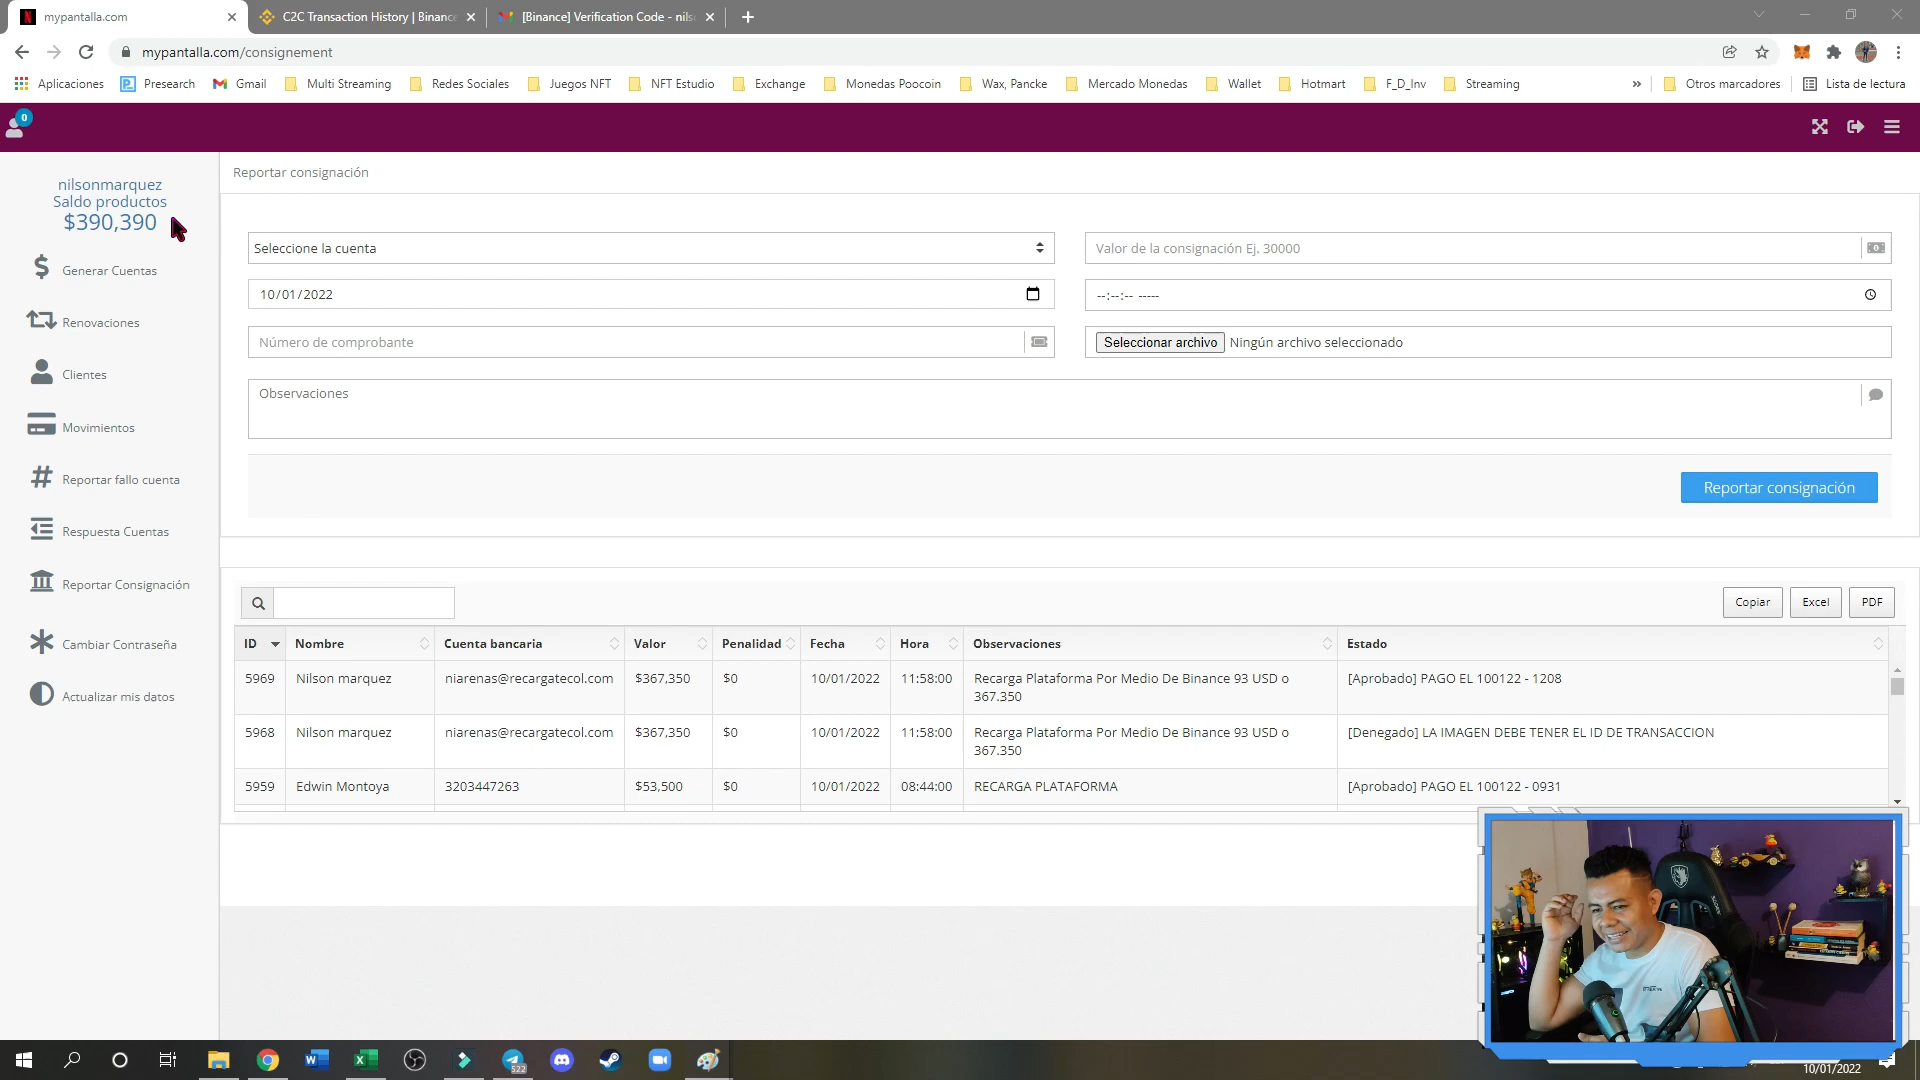 mypantalla.com
C2C Transaction History | Binance
[Binance] Verification Code - nils
mypantalla.com/consignement
Aplicaciones
Presearch
Gmail
Multi Streaming
Redes Sociales
Juegos NFT
NFT Estudio
Exchange
Monedas Poocoin
Wax, Pancke
Mercado Monedas
Wallet
Hotmart
F_D_Inv
Streaming
»
Otros marcadores
Lista de lectura
0
nilsonmarquez
Saldo productos
$390,390
Generar Cuentas
Renovaciones
Clientes
Movimientos
Reportar fallo cuenta
Respuesta Cuentas
Reportar Consignación
Cambiar Contraseña
Actualizar mis datos
Reportar consignación
Seleccione la cuenta
Valor de la consignación Ej. 30000
10/01/2022
--:--:-- -----
Número de comprobante
Seleccionar archivo Ningún archivo seleccionado
Observaciones
Reportar consignación
Copiar
Excel
PDF
ID Nombre Cuenta bancaria Valor Penalidad Fecha Hora Observaciones Estado
5969 Nilson marquez niarenas@recargatecol.com $367,350 $0 10/01/2022 11:58:00 Recarga Plataforma Por Medio De Binance 93 USD o [Aprobado] PAGO EL 100122 - 1208
367.350
5968 Nilson marquez niarenas@recargatecol.com $367,350 $0 10/01/2022 11:58:00 Recarga Plataforma Por Medio De Binance 93 USD o [Denegado] LA IMAGEN DEBE TENER EL ID DE TRANSACCION
367.350
5959 Edwin Montoya 3203447263 $53,500 $0 10/01/2022 08:44:00 RECARGA PLATAFORMA [Aprobado] PAGO EL 100122 - 0931
522
10/01/2022